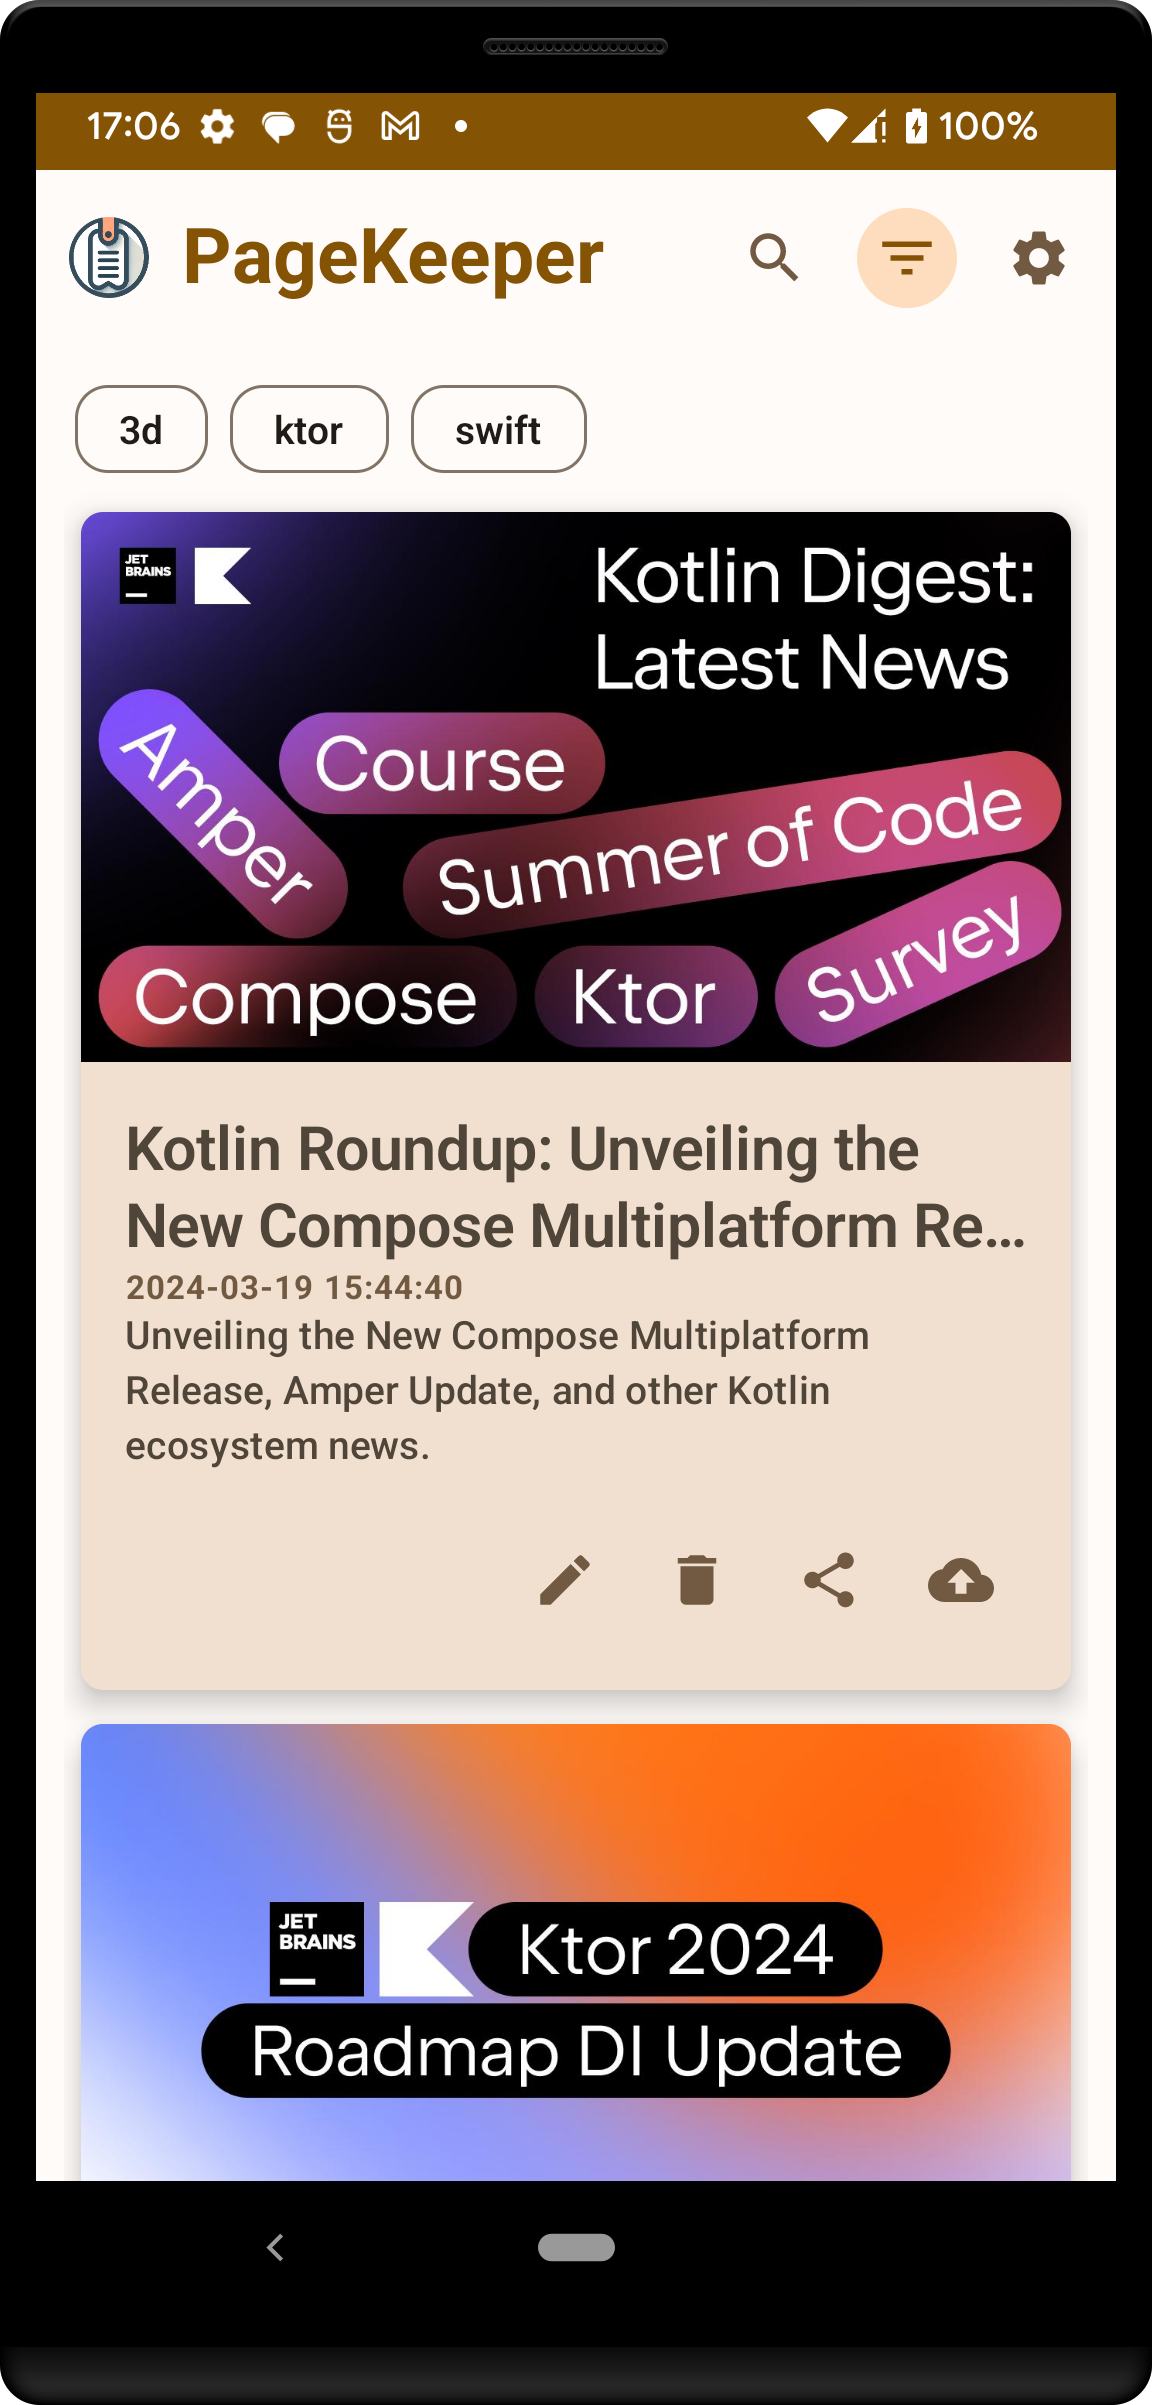 17:06
100%
PageKeeper
3d
ktor
swift
JET
BRAINS
Kotlin Digest:
Latest News
Amper
Course
Summer of Code
Compose
Ktor
Survey
Kotlin Roundup: Unveiling the
New Compose Multiplatform Re...
2024-03-19 15:44:40
Unveiling the New Compose Multiplatform
Release, Amper Update, and other Kotlin
ecosystem news.
JET
BRAINS
Ktor 2024
Roadmap DI Update